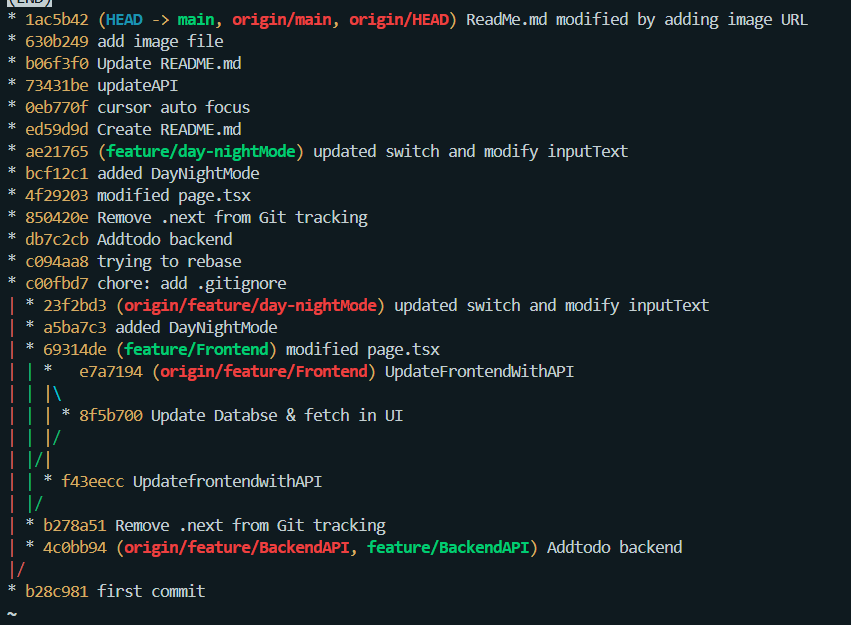 (END)
* 1ac5b42 (HEAD -> main, origin/main, origin/HEAD) ReadMe.md modified by adding image URL
* 630b249 add image file
* b06f3f0 Update README.md
* 73431be updateAPI
* 0eb770f cursor auto focus
* ed59d9d Create README.md
* ae21765 (feature/day-nightMode) updated switch and modify inputText
* bcf12c1 added DayNightMode
* 4f29203 modified page.tsx
* 850420e Remove .next from Git tracking
* db7c2cb Addtodo backend
* c094aa8 trying to rebase
* c00fbd7 chore: add .gitignore
| * 23f2bd3 (origin/feature/day-nightMode) updated switch and modify inputText
| * a5ba7c3 added DayNightMode
| * 69314de (feature/Frontend) modified page.tsx
| | *   e7a7194 (origin/feature/Frontend) UpdateFrontendWithAPI
| | |\
| | | * 8f5b700 Update Databse & fetch in UI
| | |/
| |/|
| | * f43eecc UpdatefrontendwithAPI
| |/
| * b278a51 Remove .next from Git tracking
| * 4c0bb94 (origin/feature/BackendAPI, feature/BackendAPI) Addtodo backend
|/
* b28c981 first commit
~